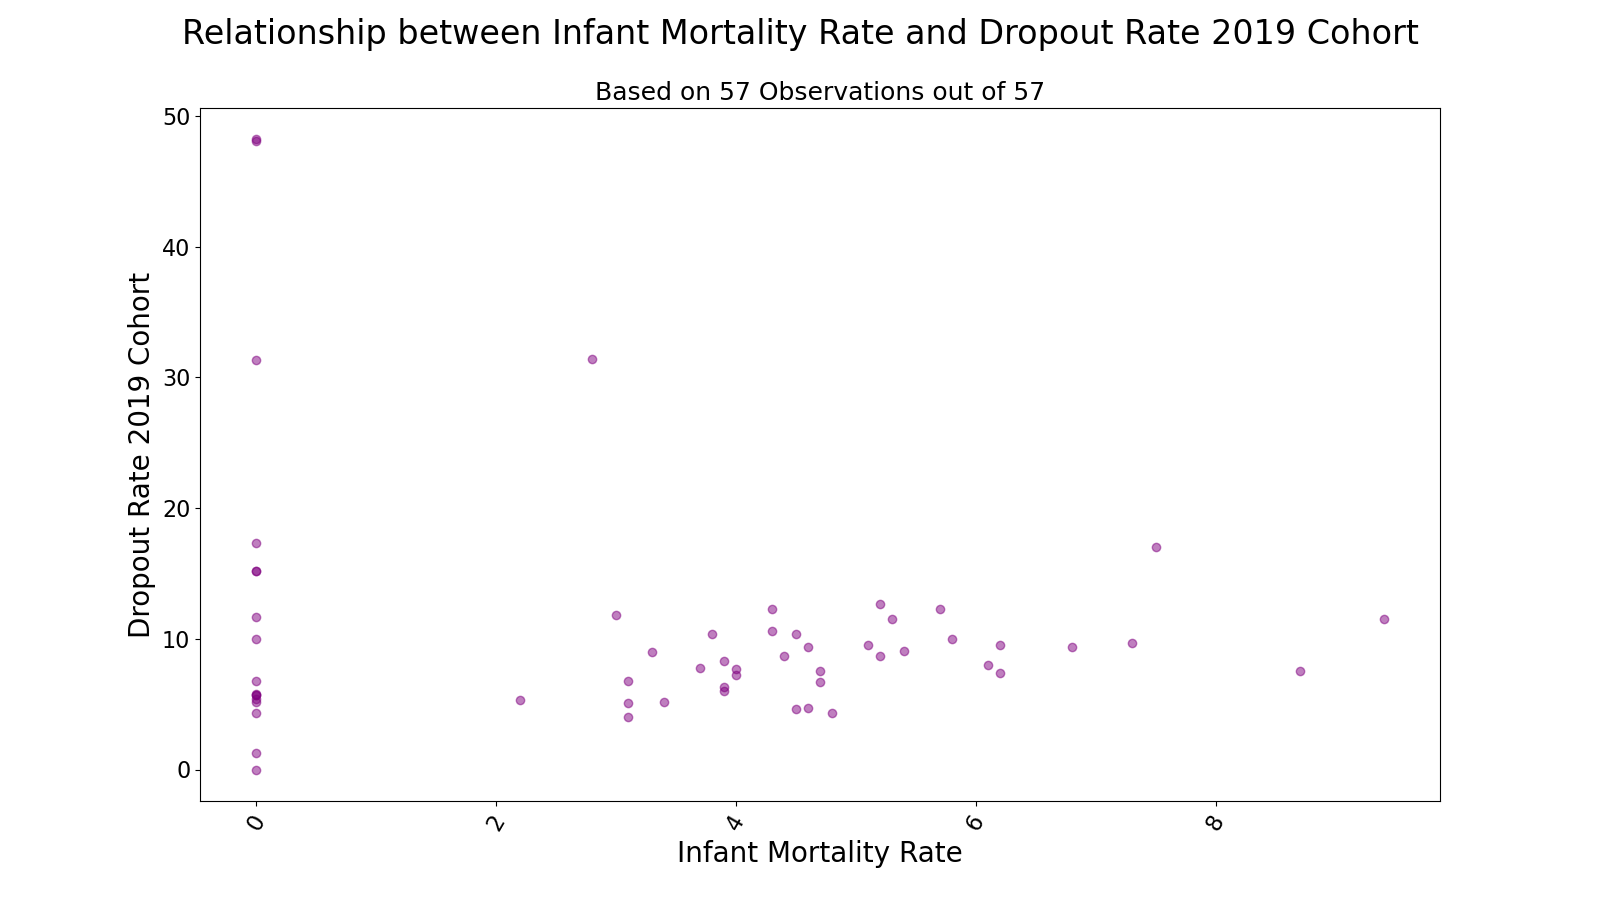 Relationship between Infant Mortality Rate and Dropout Rate 2019 Cohort
Based on 57 Observations out of 57
50
40
30
20
10
0
Dropout Rate 2019 Cohort
0
2
4
6
8
Infant Mortality Rate